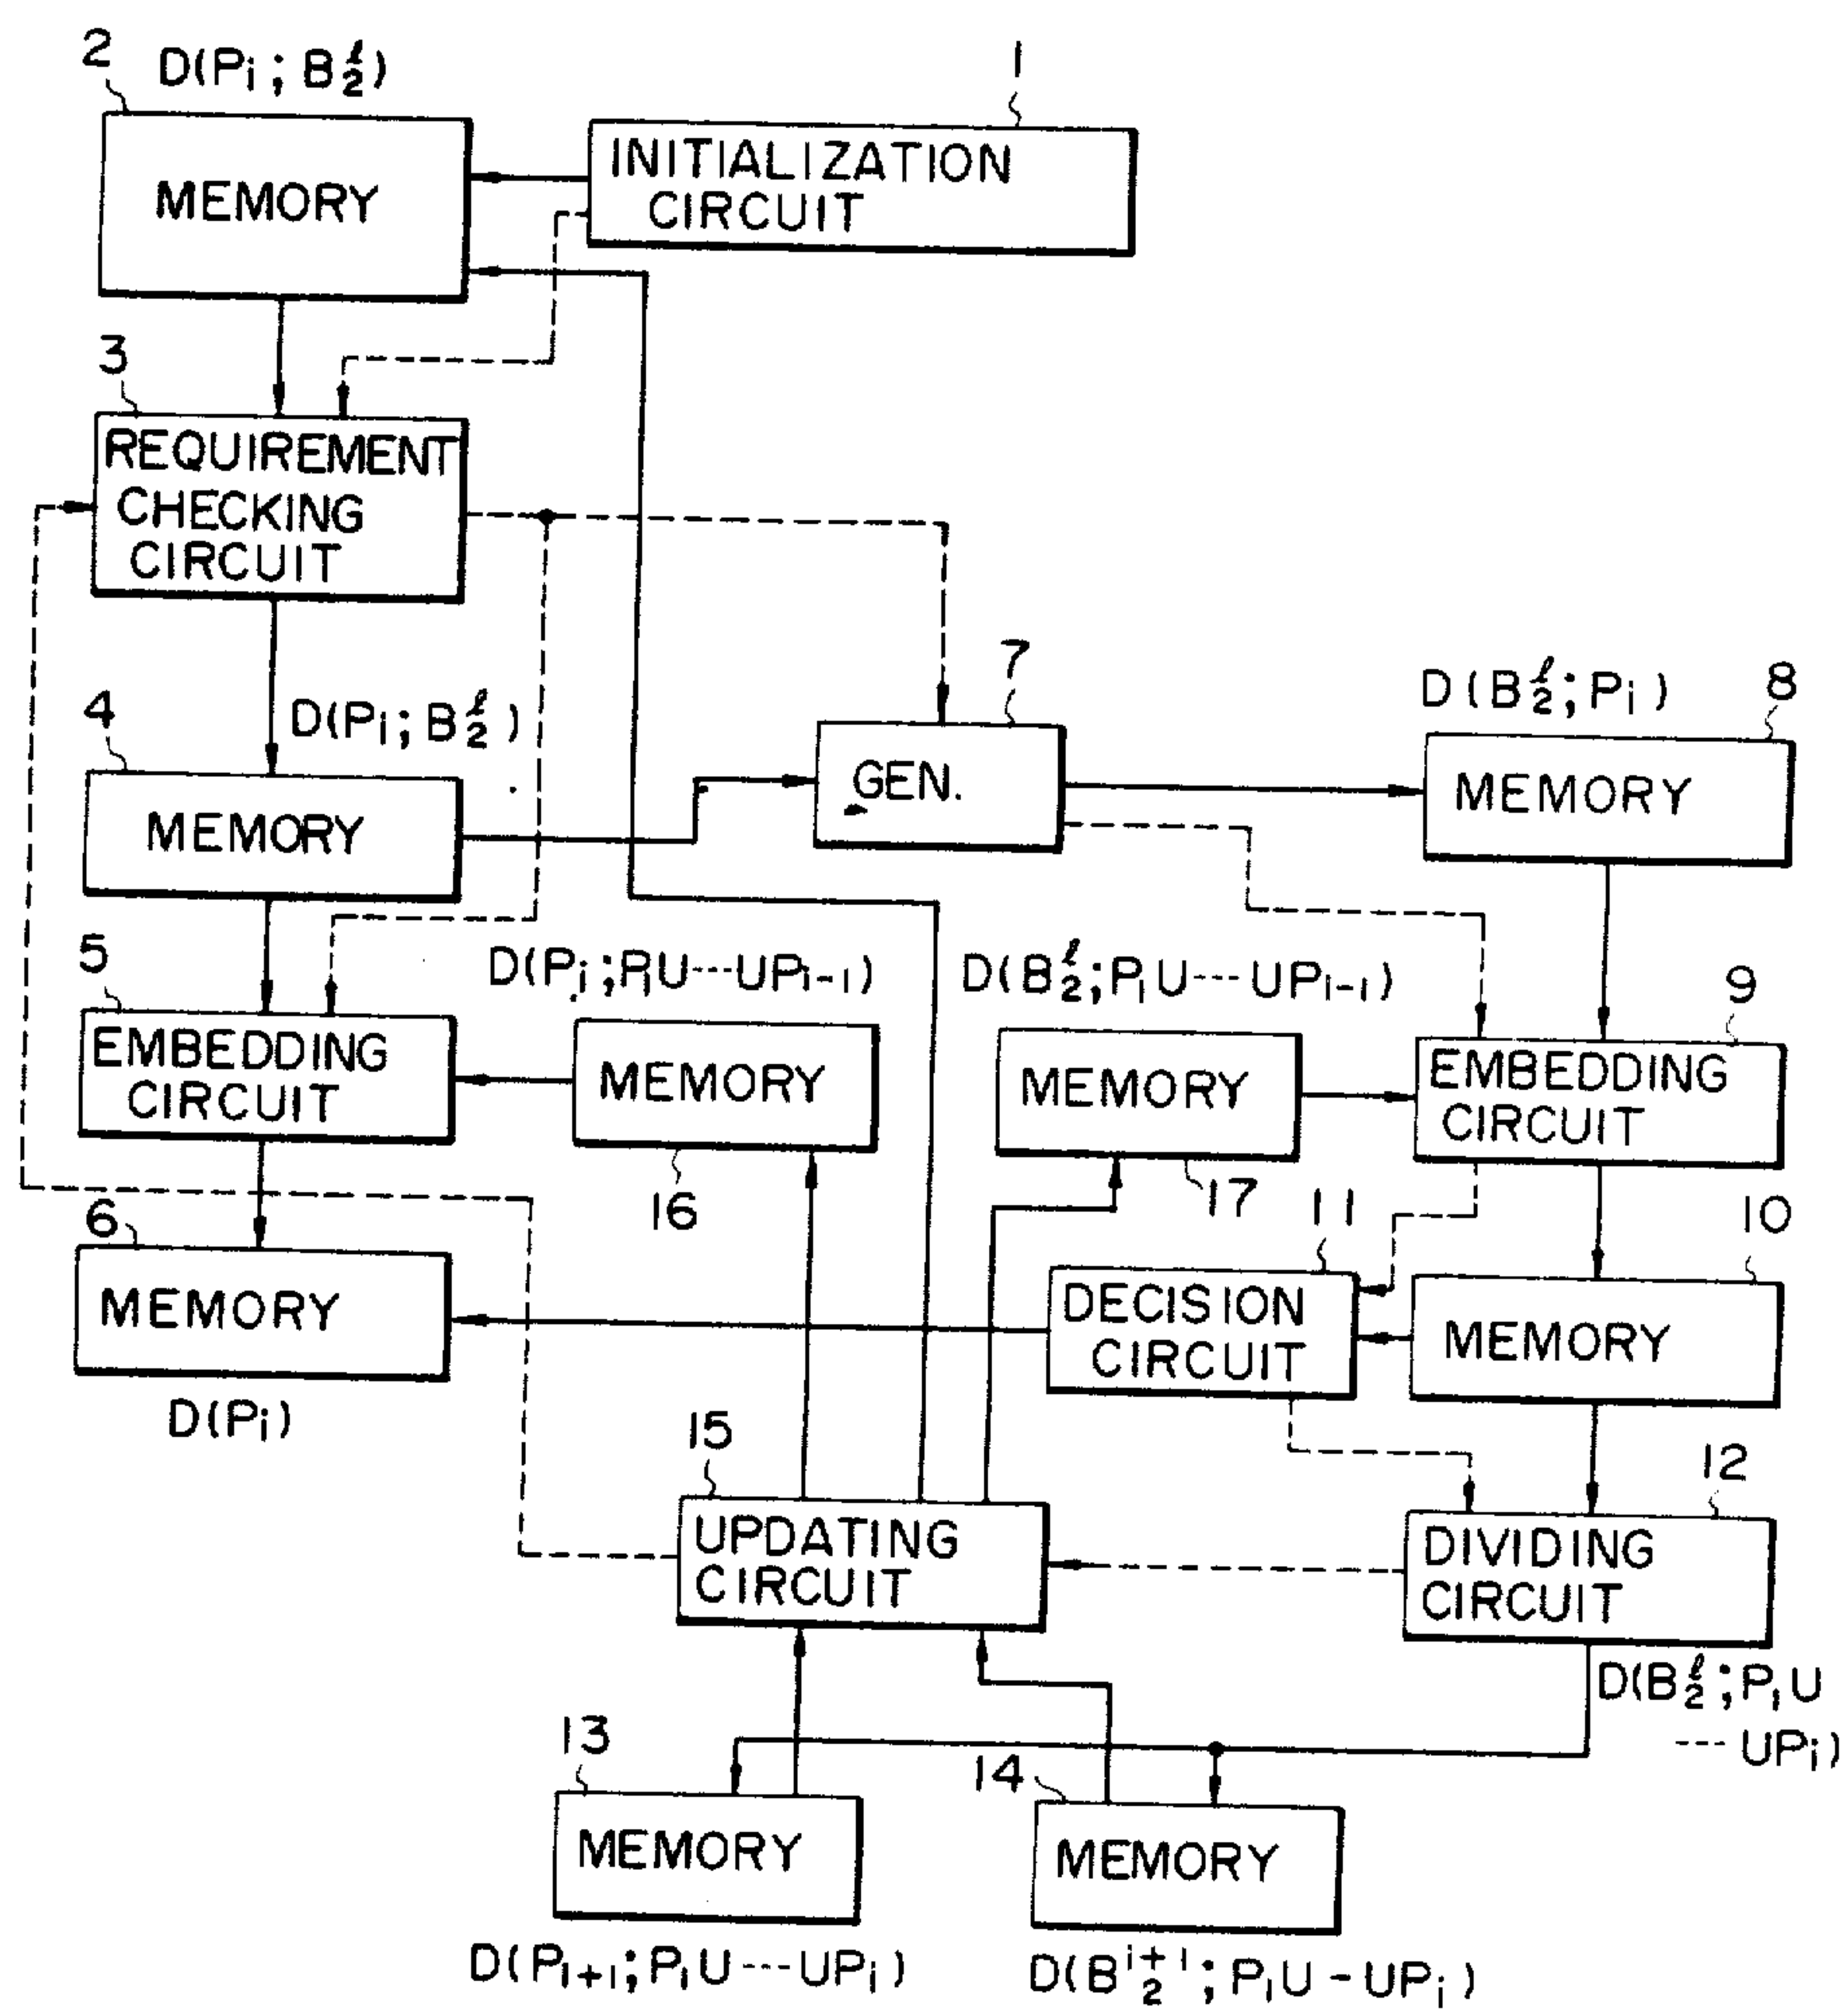 2
D(Pi ; B₂ˡ)
1
MEMORY
INITIALIZATION
CIRCUIT
3
REQUIREMENT
CHECKING
CIRCUIT
4
D(Pi ; B₂ˡ)
MEMORY
7
GEN.
D(B₂ˡ; Pi)
8
MEMORY
5
EMBEDDING
CIRCUIT
D(Pi ; P₁U---UPi-1)
MEMORY
16
D(B₂ˡ; P₁U---UPi-1)
MEMORY
17
9
EMBEDDING
CIRCUIT
6
MEMORY
D(Pi)
11
DECISION
CIRCUIT
10
MEMORY
15
UPDATING
CIRCUIT
12
DIVIDING
CIRCUIT
D(B₂ˡ; P₁U
--- UPi)
13
MEMORY
D(Pi+1; P₁U---UPi)
14
MEMORY
D(B₂ⁱ⁺¹; P₁U-UPi)